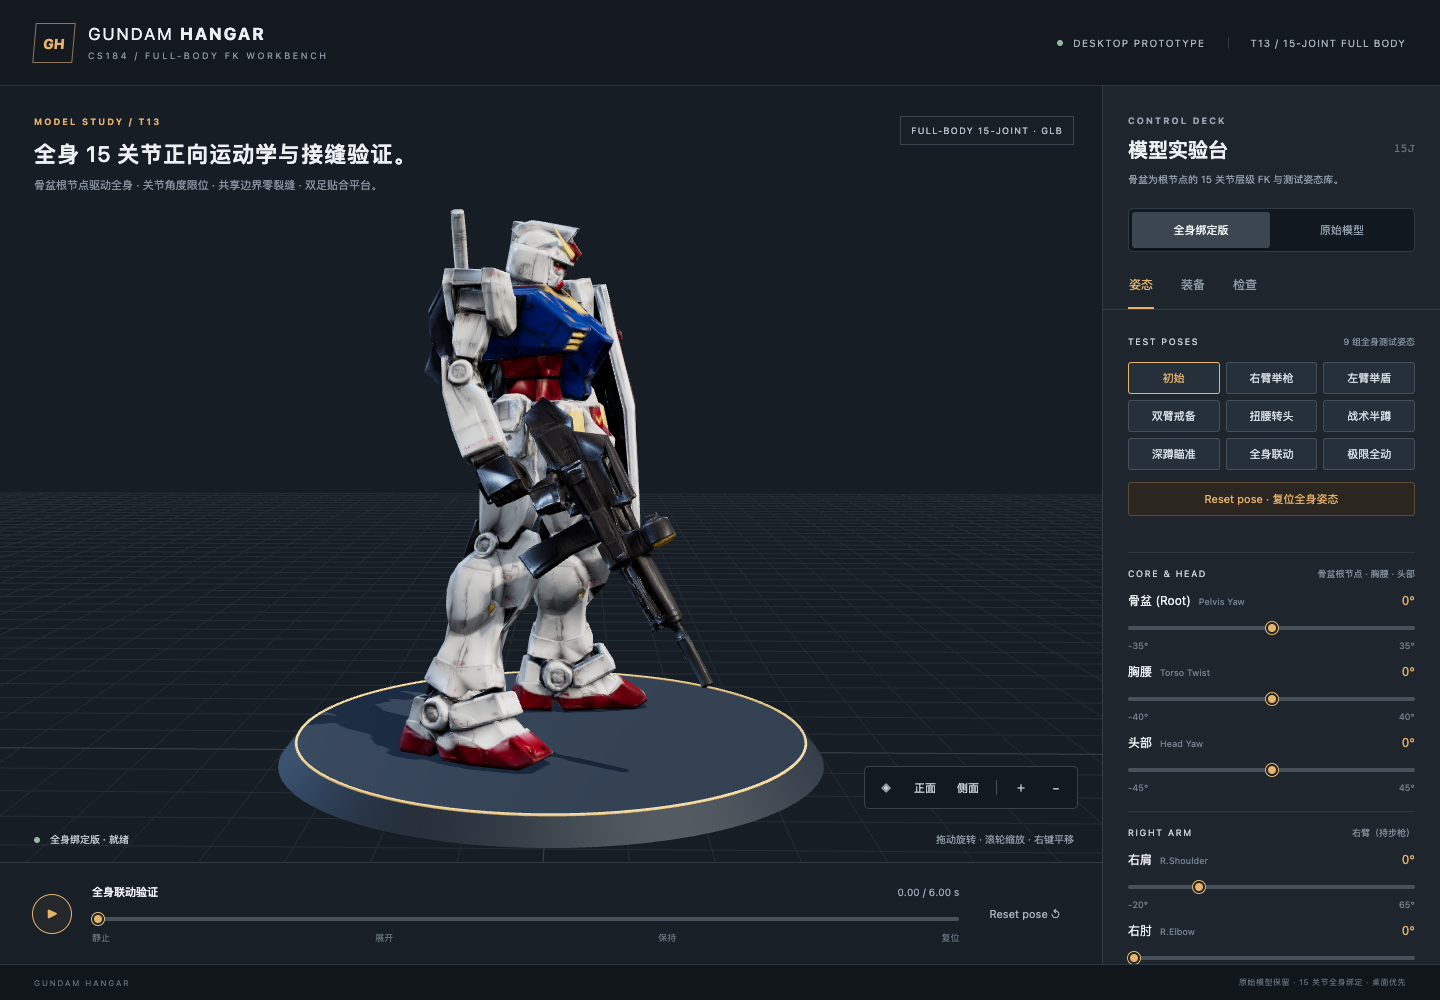 GH
GUNDAM HANGAR
CS184 / FULL-BODY FK WORKBENCH
DESKTOP PROTOTYPE
T13 / 15-JOINT FULL BODY
MODEL STUDY / T13
全身 15 关节正向运动学与接缝验证。
骨盆根节点驱动全身 · 关节角度限位 · 共享边界零裂缝 · 双足贴合平台。
FULL-BODY 15-JOINT · GLB
正面 侧面 + −
全身绑定版 · 就绪
拖动旋转 · 滚轮缩放 · 右键平移
全身联动验证
0.00 / 6.00 s
静止 展开 保持 复位
Reset pose ↺
CONTROL DECK
模型实验台
15J
骨盆为根节点的 15 关节层级 FK 与测试姿态库。
全身绑定版 原始模型
姿态 装备 检查
TEST POSES
9 组全身测试姿态
初始 右臂举枪 左臂举盾
双臂戒备 扭腰转头 战术半蹲
深蹲瞄准 全身联动 极限全动
Reset pose · 复位全身姿态
CORE & HEAD
骨盆根节点 · 胸腰 · 头部
骨盆 (Root) Pelvis Yaw 0°
-35° 35°
胸腰 Torso Twist 0°
-40° 40°
头部 Head Yaw 0°
-45° 45°
RIGHT ARM
右臂（持步枪）
右肩 R.Shoulder 0°
-20° 65°
右肘 R.Elbow 0°
GUNDAM HANGAR
原始模型保留 · 15 关节全身绑定 · 桌面优先